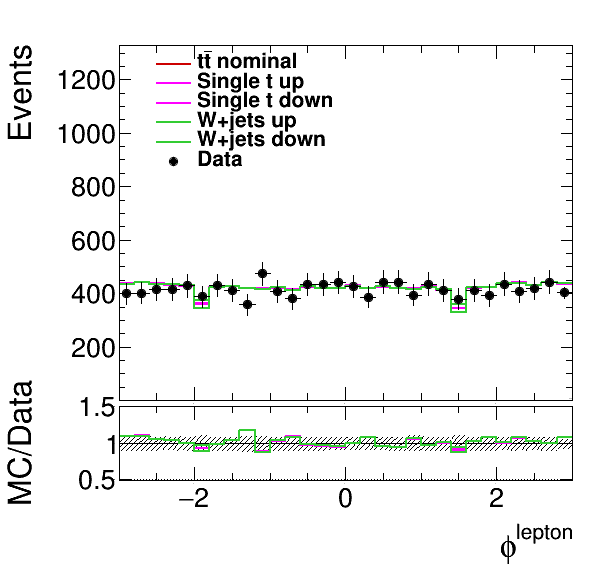 Events
1200
1000
800
600
400
200
tt̄ nominal
Single t up
Single t down
W+jets up
W+jets down
Data
MC/Data
1.5
1
0.5
−2
0
2
ϕ^lepton